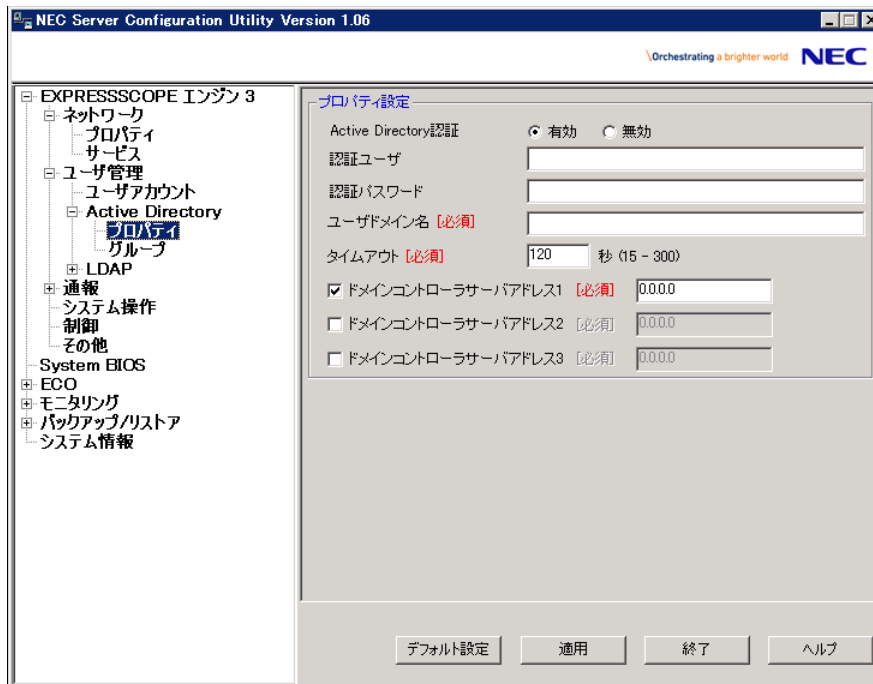 NEC Server Configuration Utility Version 1.06
\Orchestrating a brighter world NEC
EXPRESSSCOPE エンジン 3
ネットワーク
プロパティ
サービス
ユーザ管理
ユーザアカウント
Active Directory
プロパティ
グループ
LDAP
通報
システム操作
制御
その他
System BIOS
ECO
モニタリング
バックアップ/リストア
システム情報
プロパティ設定
Active Directory認証 有効 無効
認証ユーザ
認証パスワード
ユーザドメイン名 [必須]
タイムアウト [必須] 120 秒 (15 - 300)
ドメインコントローラサーバアドレス1 [必須] 0.0.0.0
ドメインコントローラサーバアドレス2 [必須] 0.0.0.0
ドメインコントローラサーバアドレス3 [必須] 0.0.0.0
デフォルト設定 適用 終了 ヘルプ